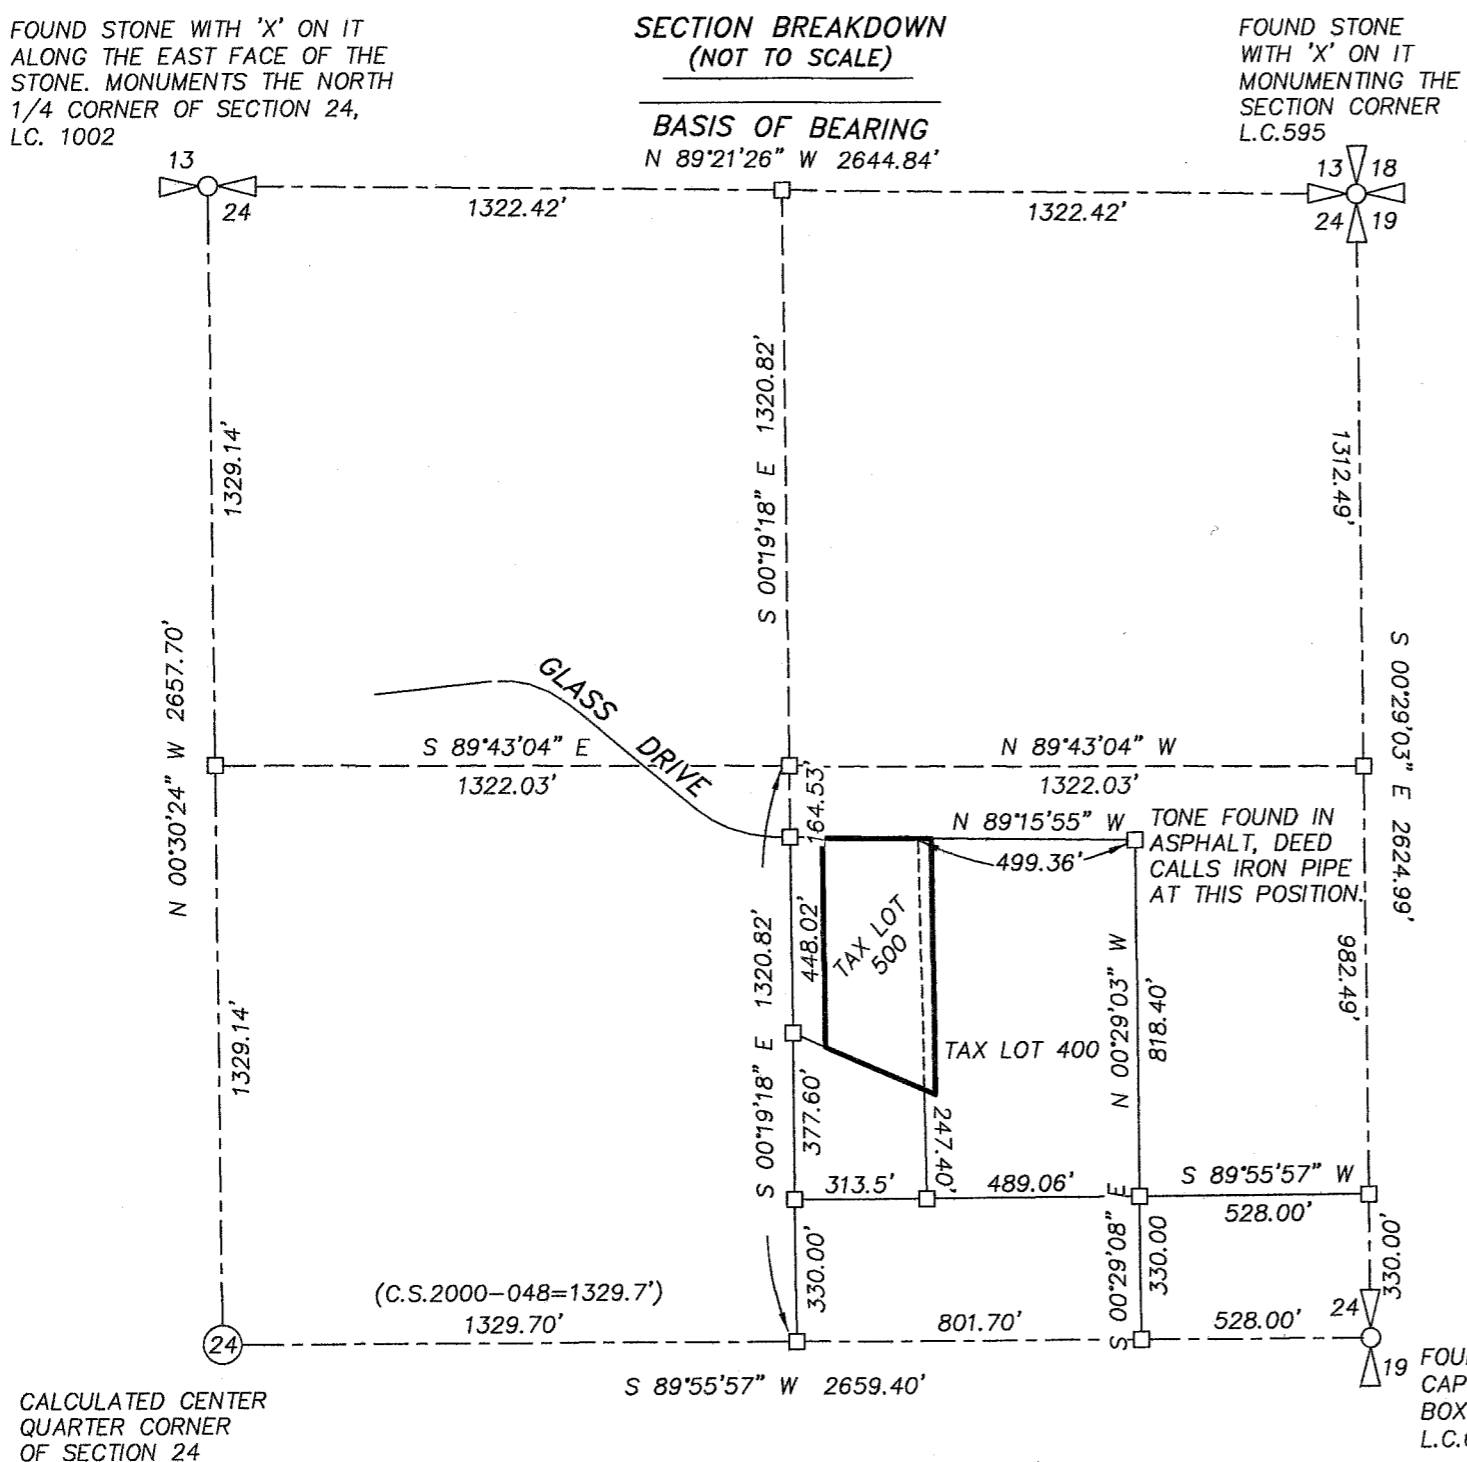 FOUND STONE WITH 'X' ON IT
ALONG THE EAST FACE OF THE
STONE. MONUMENTS THE NORTH
1/4 CORNER OF SECTION 24,
LC. 1002
SECTION BREAKDOWN
(NOT TO SCALE)
BASIS OF BEARING
N 89°21'26" W 2644.84'
FOUND STONE
WITH 'X' ON IT
MONUMENTING THE
SECTION CORNER
L.C.595
13
24
1322.42'
1322.42'
13 18
24 19
1329.14'
S 00°19'18" E 1320.82'
1312.49'
N 00°30'24" W 2657.70'
S 00°29'03" E 2624.99'
GLASS DRIVE
S 89°43'04" E
1322.03'
N 89°43'04" W
1322.03'
164.53'
N 89°15'55" W
499.36'
TONE FOUND IN
ASPHALT, DEED
CALLS IRON PIPE
AT THIS POSITION.
448.02'
TAX LOT
500
S 00°19'18" E 1320.82'
N 00°29'03" W
818.40'
982.49'
TAX LOT 400
1329.14'
377.60'
247.40'
313.5'
489.06'
S 89°55'57" W
528.00'
330.00'
S 00°29'08" E
330.00
330.00'
(C.S.2000-048=1329.7')
1329.70'
801.70'
528.00'
24
24
19
S 89°55'57" W 2659.40'
CALCULATED CENTER
QUARTER CORNER
OF SECTION 24
FOU
CAP
BOX
L.C.